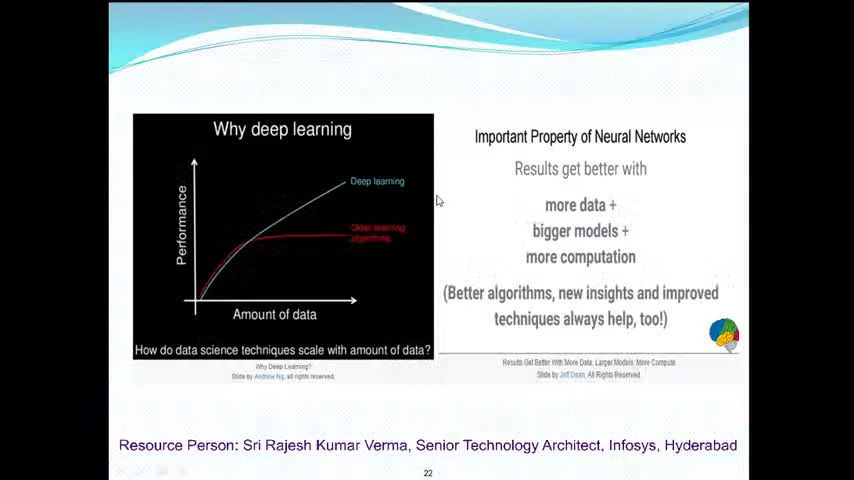 Why deep learning
Deep learning
Older learning
algorithms
Performance
Amount of data
How do data science techniques scale with amount of data?
Why Deep Learning?
Slide by Andrew Ng, all rights reserved.
Important Property of Neural Networks
Results get better with
more data +
bigger models +
more computation
(Better algorithms, new insights and improved
techniques always help, too!)
Results Get Better With More Data, Larger Models, More Compute
Slide by Jeff Dean, All Rights Reserved.
Resource Person: Sri Rajesh Kumar Verma, Senior Technology Architect, Infosys, Hyderabad
22